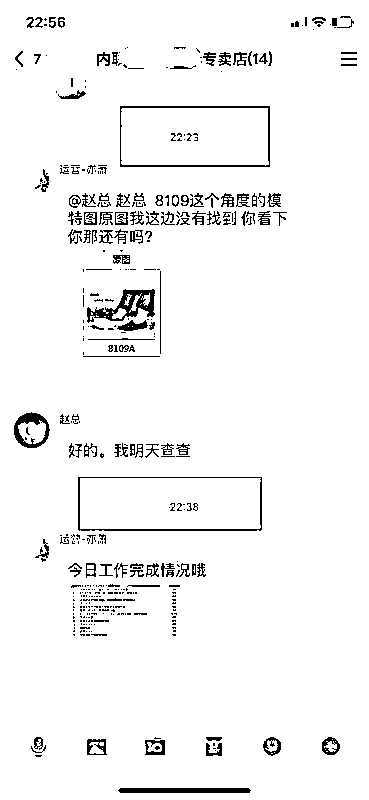 22:56
7
内联
专卖店(14)
22:23
运营-亦萧
@赵总 赵总 8109这个角度的模
特图原图我这边没有找到 你看下
你那还有吗?
原图
8109A
赵总
好的。我明天查查
22:38
运营-亦萧
今日工作完成情况哦